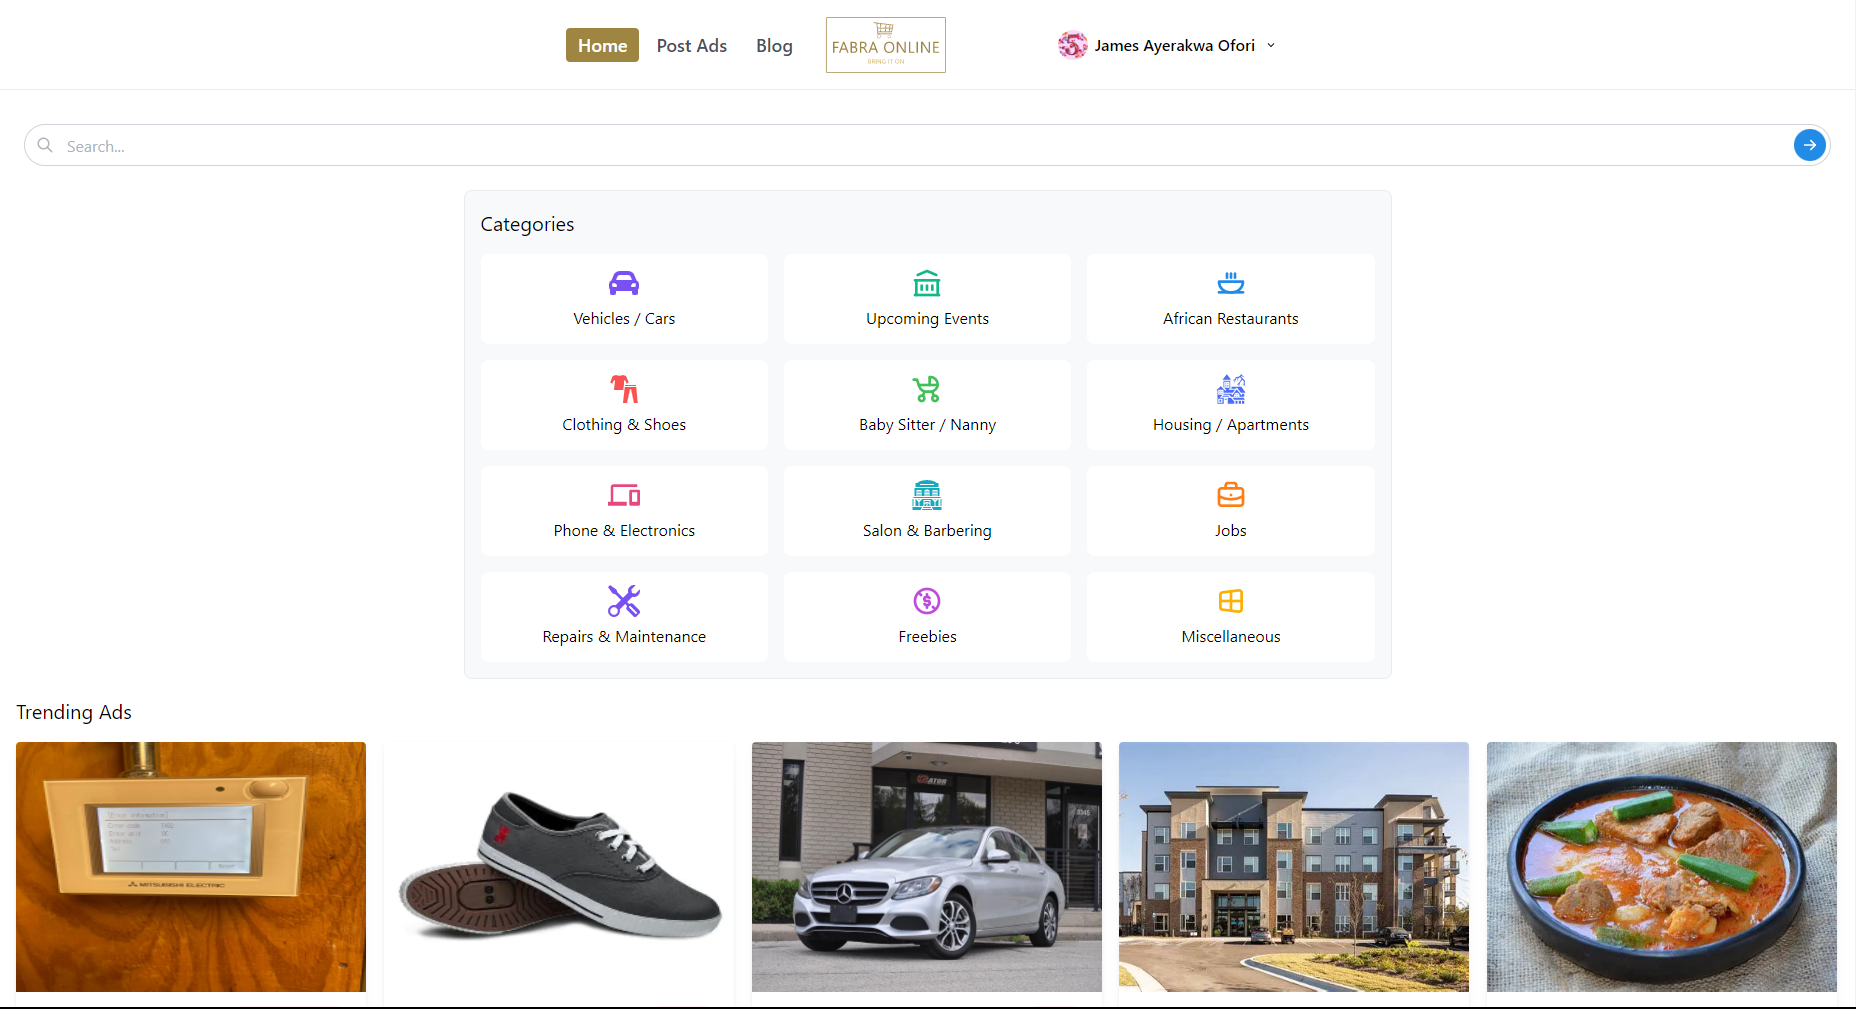 Home
Post Ads
Blog
FABRA ONLINE
BRING IT ON
James Ayerakwa Ofori
Search...
Categories
Vehicles / Cars
Upcoming Events
African Restaurants
Clothing & Shoes
Baby Sitter / Nanny
Housing / Apartments
Phone & Electronics
Salon & Barbering
Jobs
Repairs & Maintenance
Freebies
Miscellaneous
Trending Ads
MITSUBISHI ELECTRIC